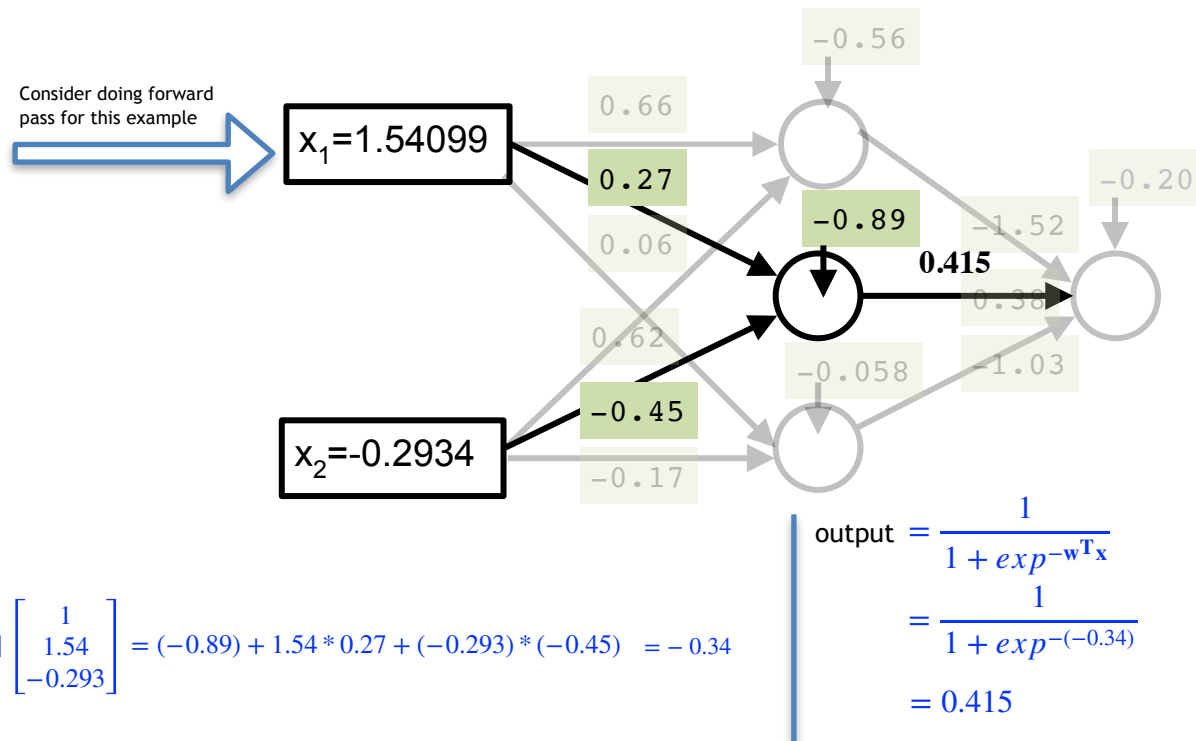 -0.56
Consider doing forward
pass for this example
x₁=1.54099
0.66
0.27
0.06
-0.89
-0.20
-1.52
0.415
0.38
0.62
-0.058
-1.03
-0.45
x₂=-0.2934
-0.17
output = 1 / (1 + exp^(-w^T x))
= 1 / (1 + exp^(-(-0.34)))
= 0.415
[1 1.54 -0.293] = (-0.89) + 1.54 * 0.27 + (-0.293) * (-0.45) = - 0.34